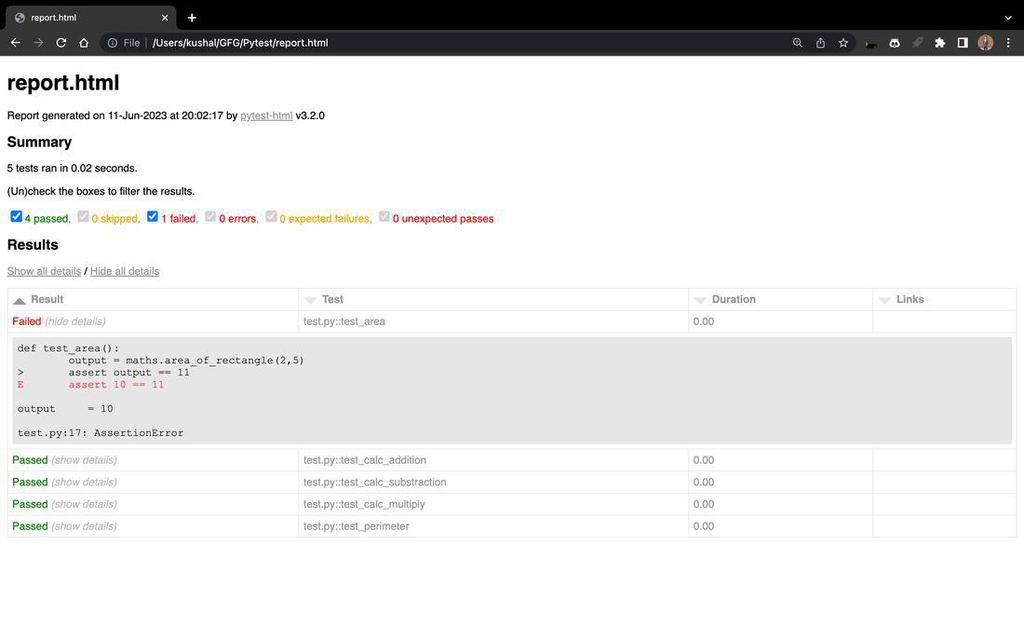 report.html
File
/Users/kushal/GFG/Pytest/report.html
report.html
Report generated on 11-Jun-2023 at 20:02:17 by pytest-html v3.2.0
Summary
5 tests ran in 0.02 seconds.
(Un)check the boxes to filter the results.
4 passed, 0 skipped, 1 failed, 0 errors, 0 expected failures, 0 unexpected passes
Results
Show all details / Hide all details
Result Test Duration Links
Failed (hide details) test.py::test_area 0.00
def test_area():
output = maths.area_of_rectangle(2,5)
> assert output == 11
E assert 10 == 11
output = 10
test.py:17: AssertionError
Passed (show details) test.py::test_calc_addition 0.00
Passed (show details) test.py::test_calc_substraction 0.00
Passed (show details) test.py::test_calc_multiply 0.00
Passed (show details) test.py::test_perimeter 0.00